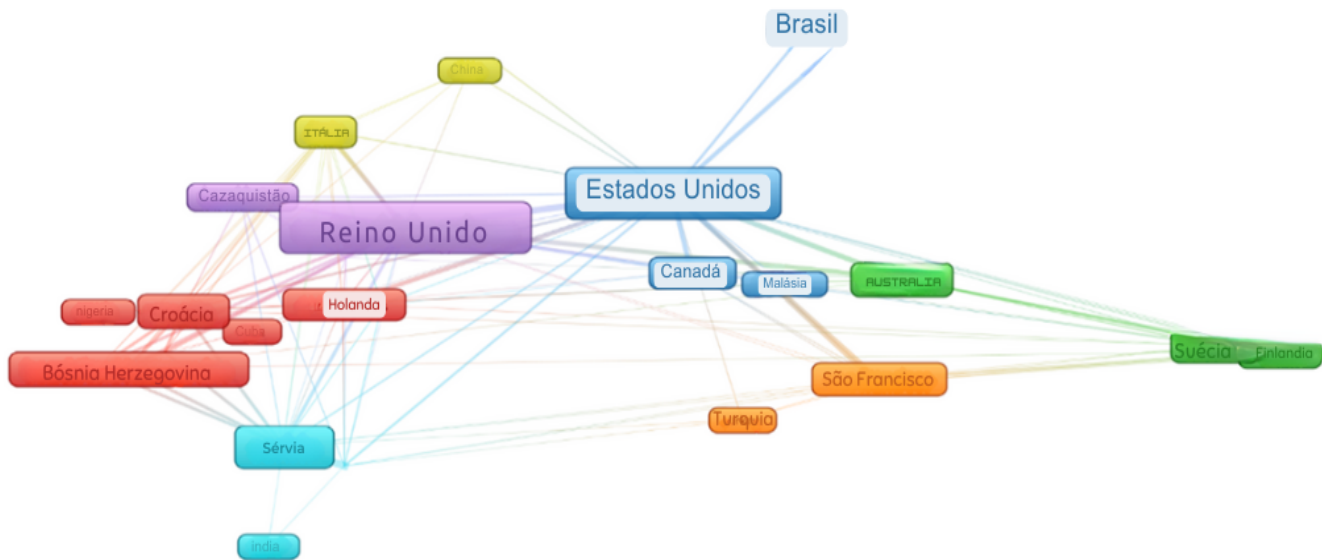 Brasil
China
ITÁLIA
Estados Unidos
Cazaquistão
Reino Unido
Canadá
Malásia
AUSTRALIA
nigeria
Croácia
Holanda
Cuba
Suécia
Finlandia
Bósnia Herzegovina
São Francisco
Turquia
Sérvia
india